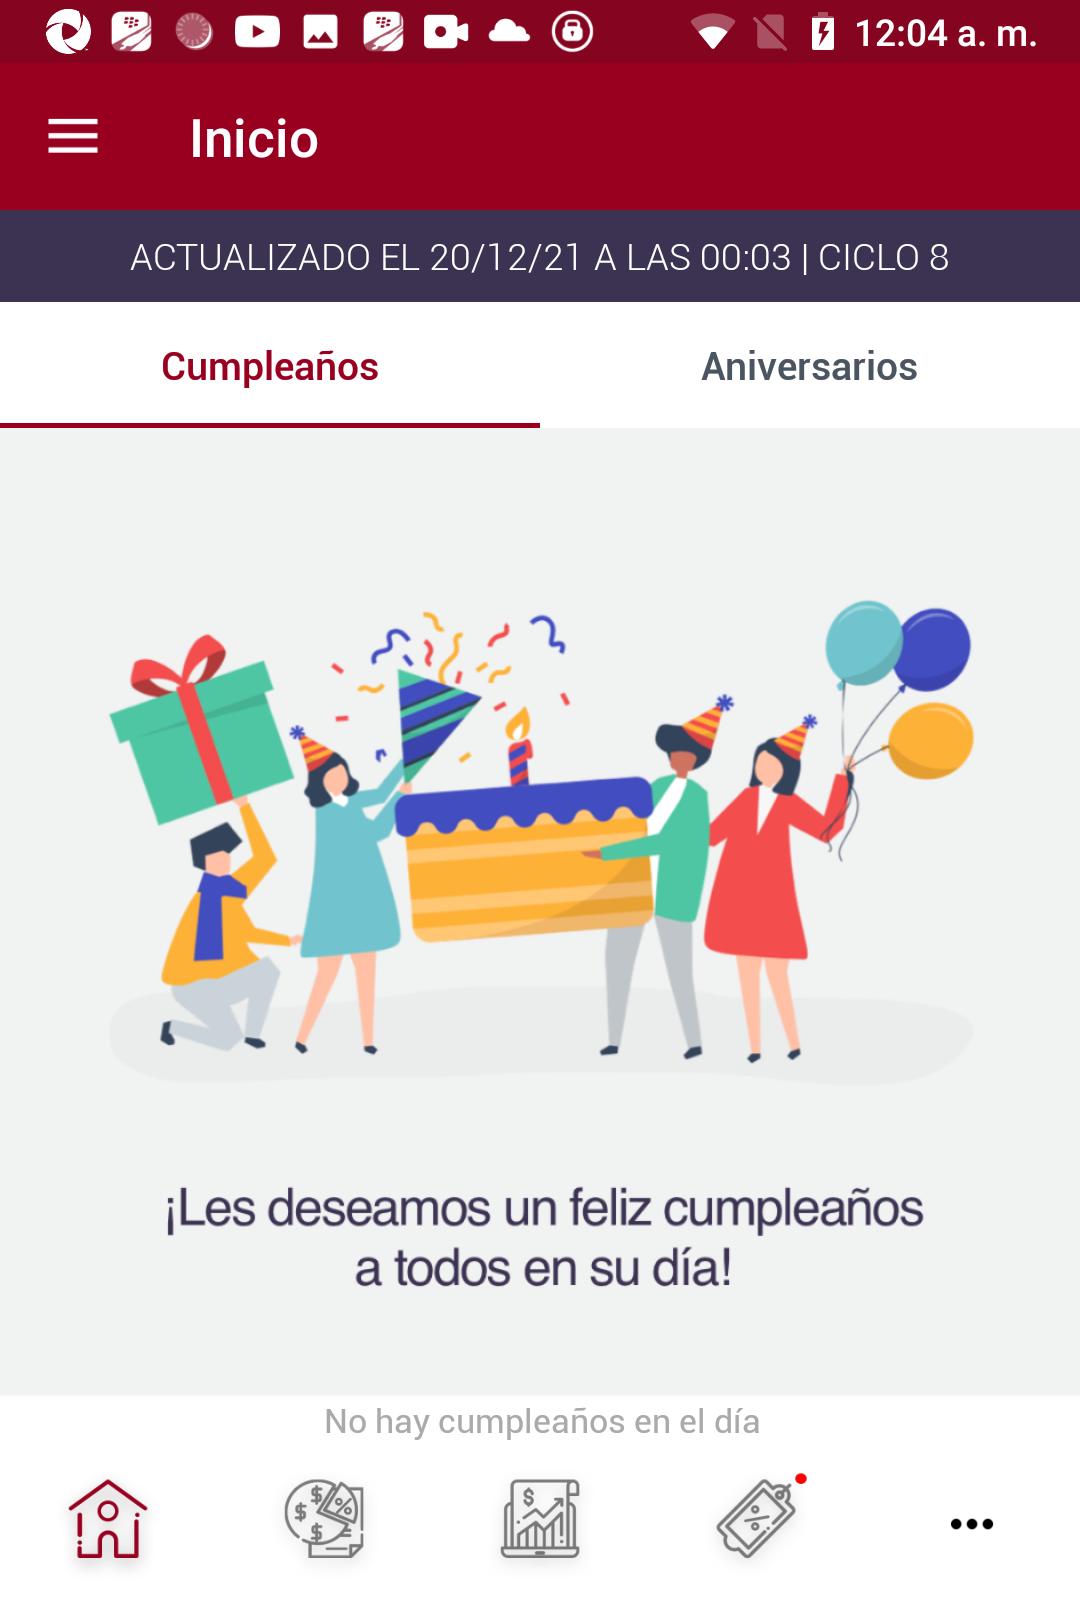 12:04 a. m.
Inicio
ACTUALIZADO EL 20/12/21 A LAS 00:03 | CICLO 8
Cumpleaños
Aniversarios
¡Les deseamos un feliz cumpleaños
a todos en su día!
No hay cumpleaños en el día